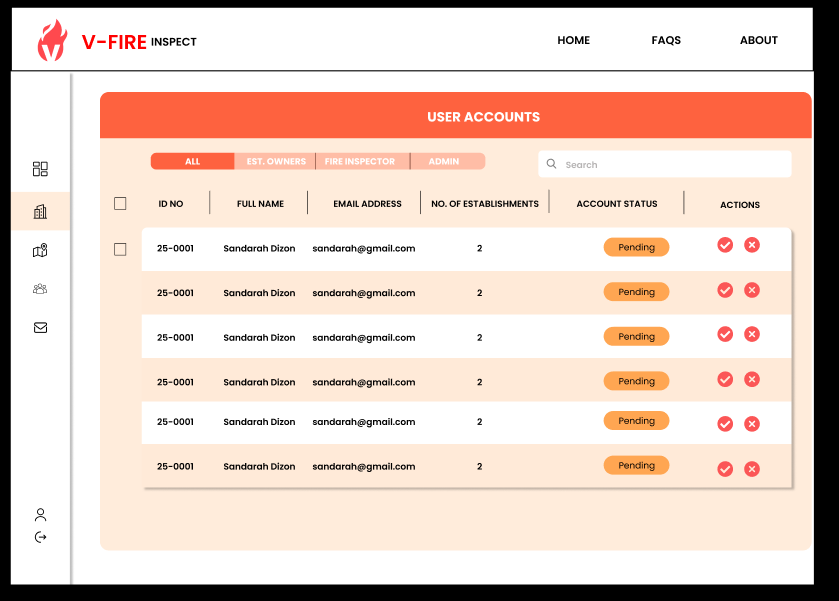 V-FIRE INSPECT HOME FAQS ABOUT
USER ACCOUNTS
ALL EST. OWNERS FIRE INSPECTOR ADMIN Search
ID NO FULL NAME EMAIL ADDRESS NO. OF ESTABLISHMENTS ACCOUNT STATUS ACTIONS
25-0001 Sandarah Dizon sandarah@gmail.com 2 Pending
25-0001 Sandarah Dizon sandarah@gmail.com 2 Pending
25-0001 Sandarah Dizon sandarah@gmail.com 2 Pending
25-0001 Sandarah Dizon sandarah@gmail.com 2 Pending
25-0001 Sandarah Dizon sandarah@gmail.com 2 Pending
25-0001 Sandarah Dizon sandarah@gmail.com 2 Pending